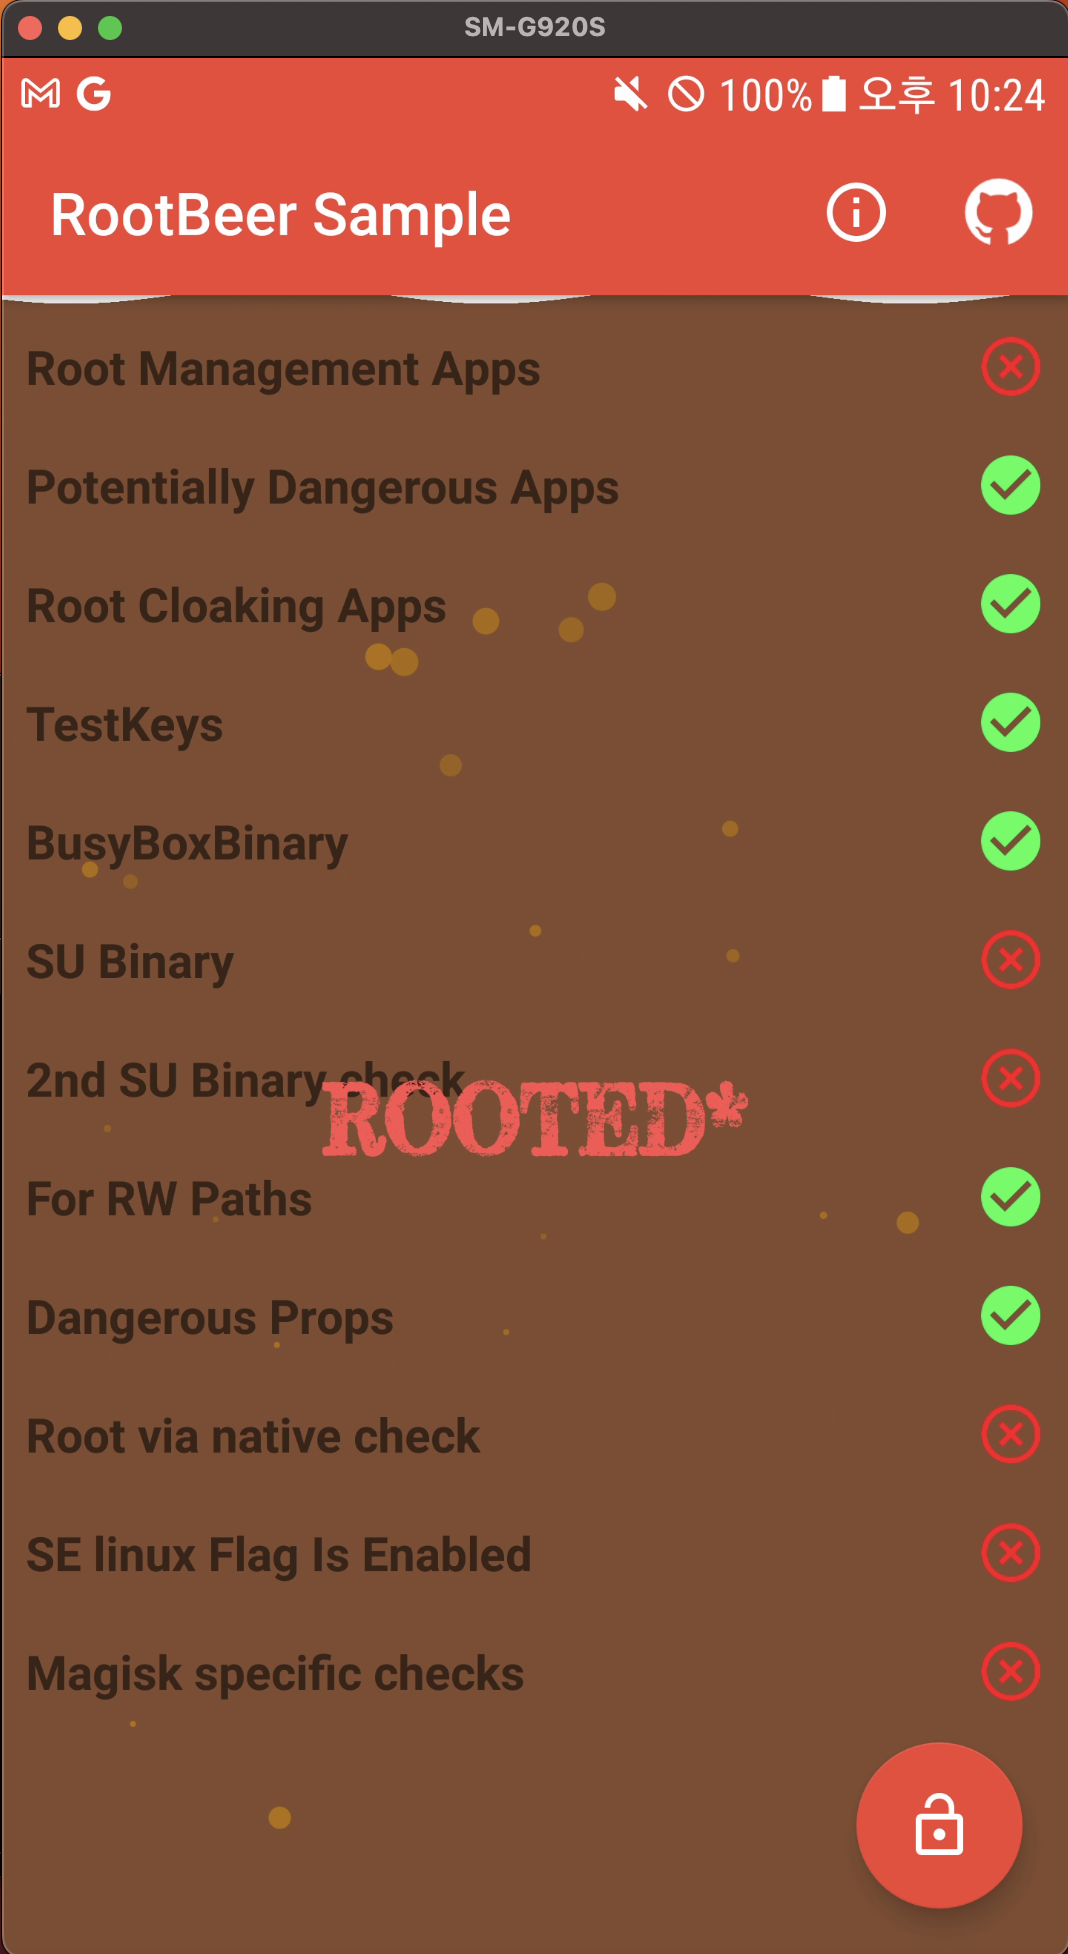 SM-G920S
100% 오후 10:24
RootBeer Sample
Root Management Apps
Potentially Dangerous Apps
Root Cloaking Apps
TestKeys
BusyBoxBinary
SU Binary
2nd SU Binary check
ROOTED*
For RW Paths
Dangerous Props
Root via native check
SE linux Flag Is Enabled
Magisk specific checks